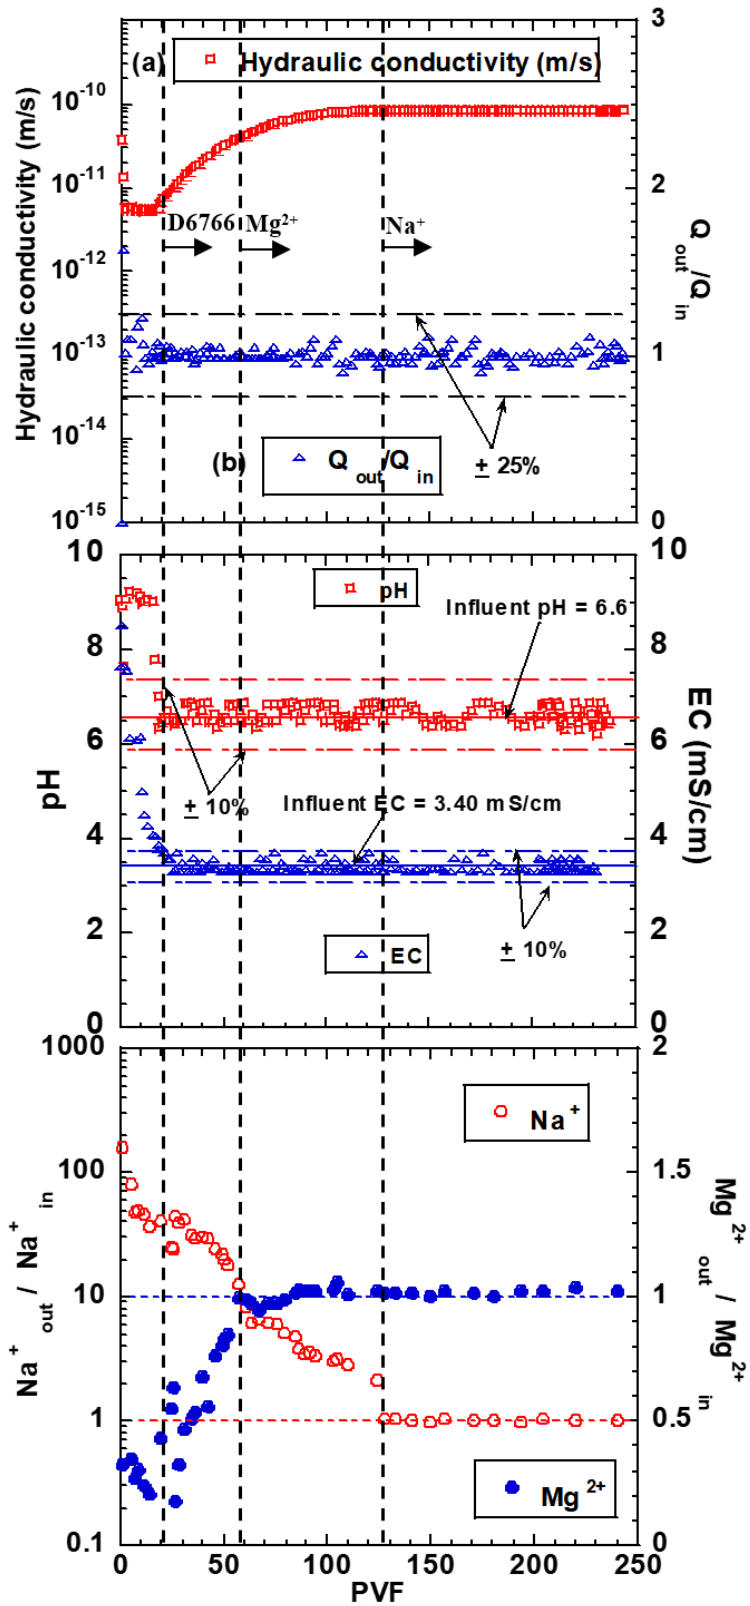 (a) Hydraulic conductivity (m/s)
3
10⁻¹⁰
10⁻¹¹
2
D6766 Mg²⁺ Na⁺
10⁻¹²
10⁻¹³
1
10⁻¹⁴
(b) Q out/Q in
± 25%
10⁻¹⁵
0
Hydraulic conductivity (m/s)
Q out/Q in
10
10
pH
Influent pH = 6.6
8
8
6
6
± 10%
Influent EC = 3.40 mS/cm
4
4
2
2
EC
± 10%
0
0
pH
EC (mS/cm)
1000
2
Na⁺
100
1.5
10
1
1
0.5
Mg²⁺
0.1
0
Na⁺ out / Na⁺ in
Mg²⁺ out / Mg²⁺ in
0 50 100 150 200 250
PVF